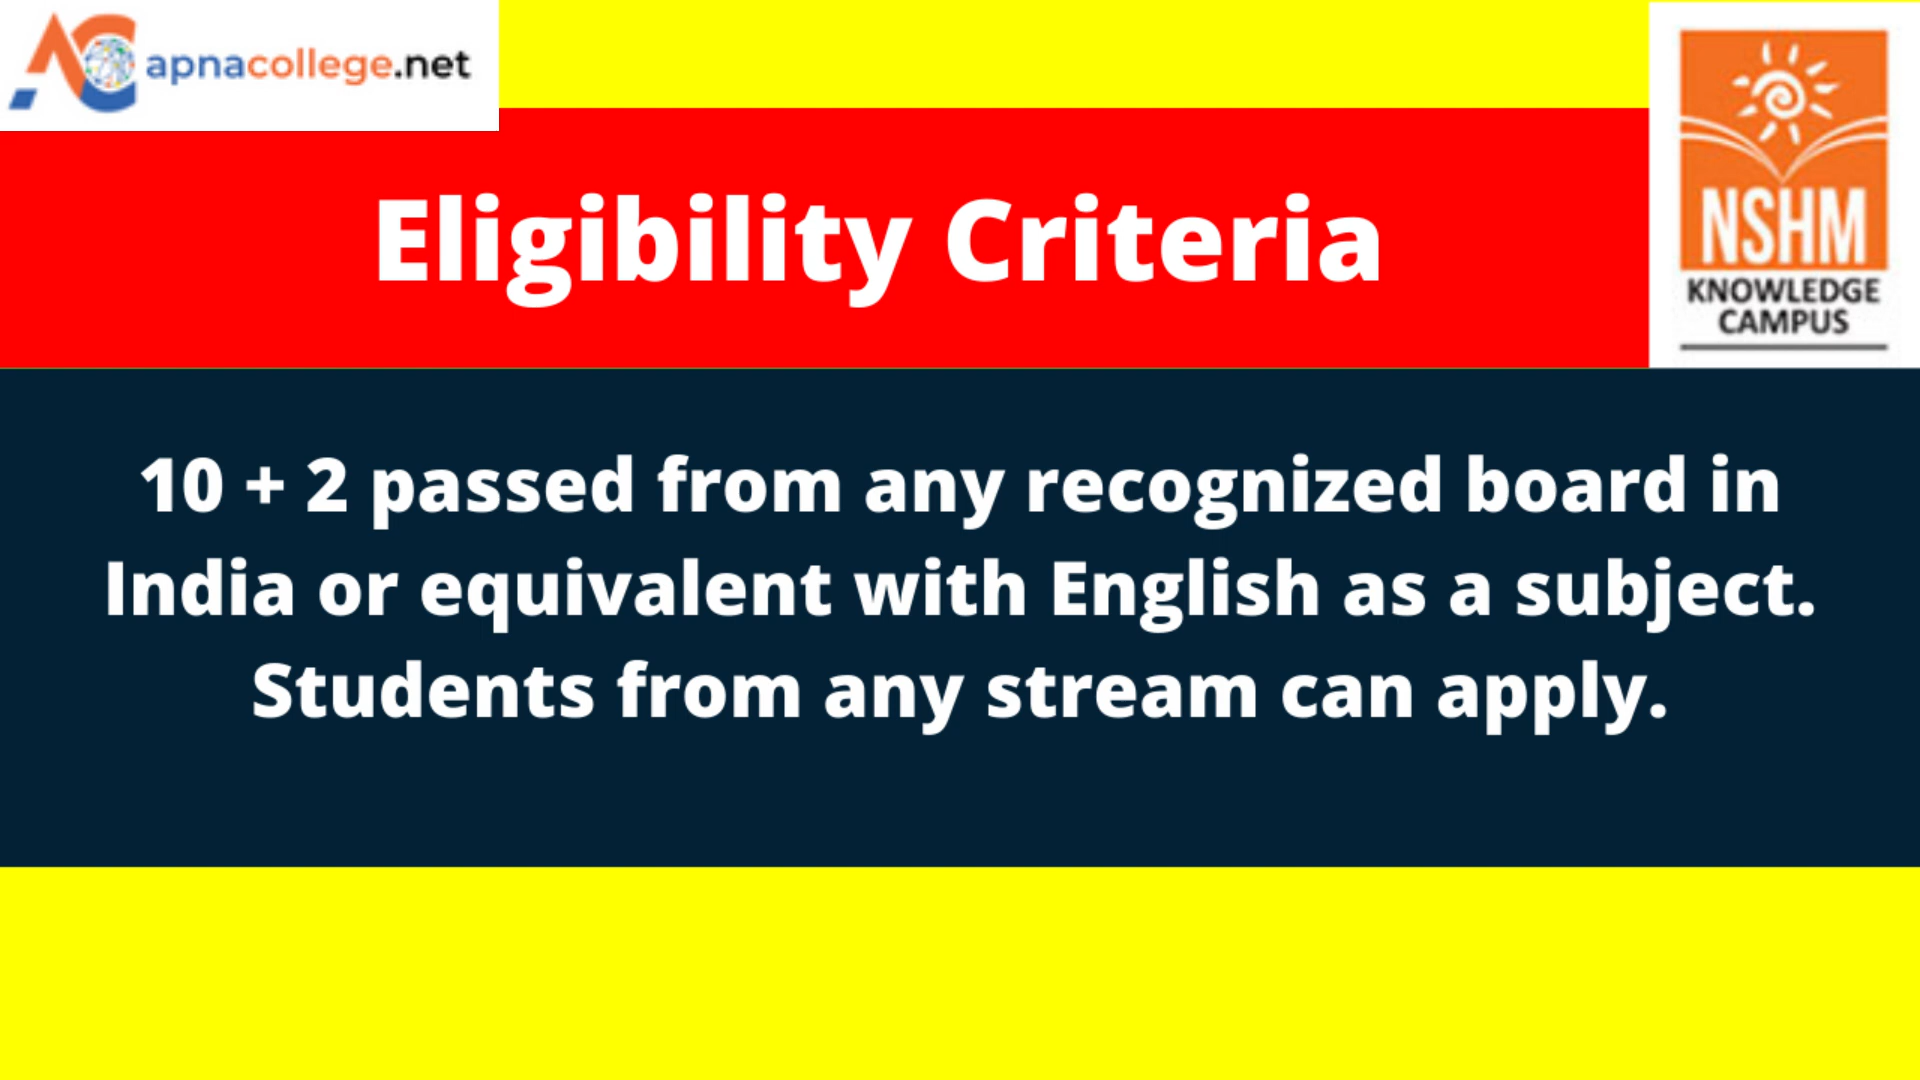 apnacollege.net
NSHM
KNOWLEDGE
CAMPUS
Eligibility Criteria
10 + 2 passed from any recognized board in
India or equivalent with English as a subject.
Students from any stream can apply.